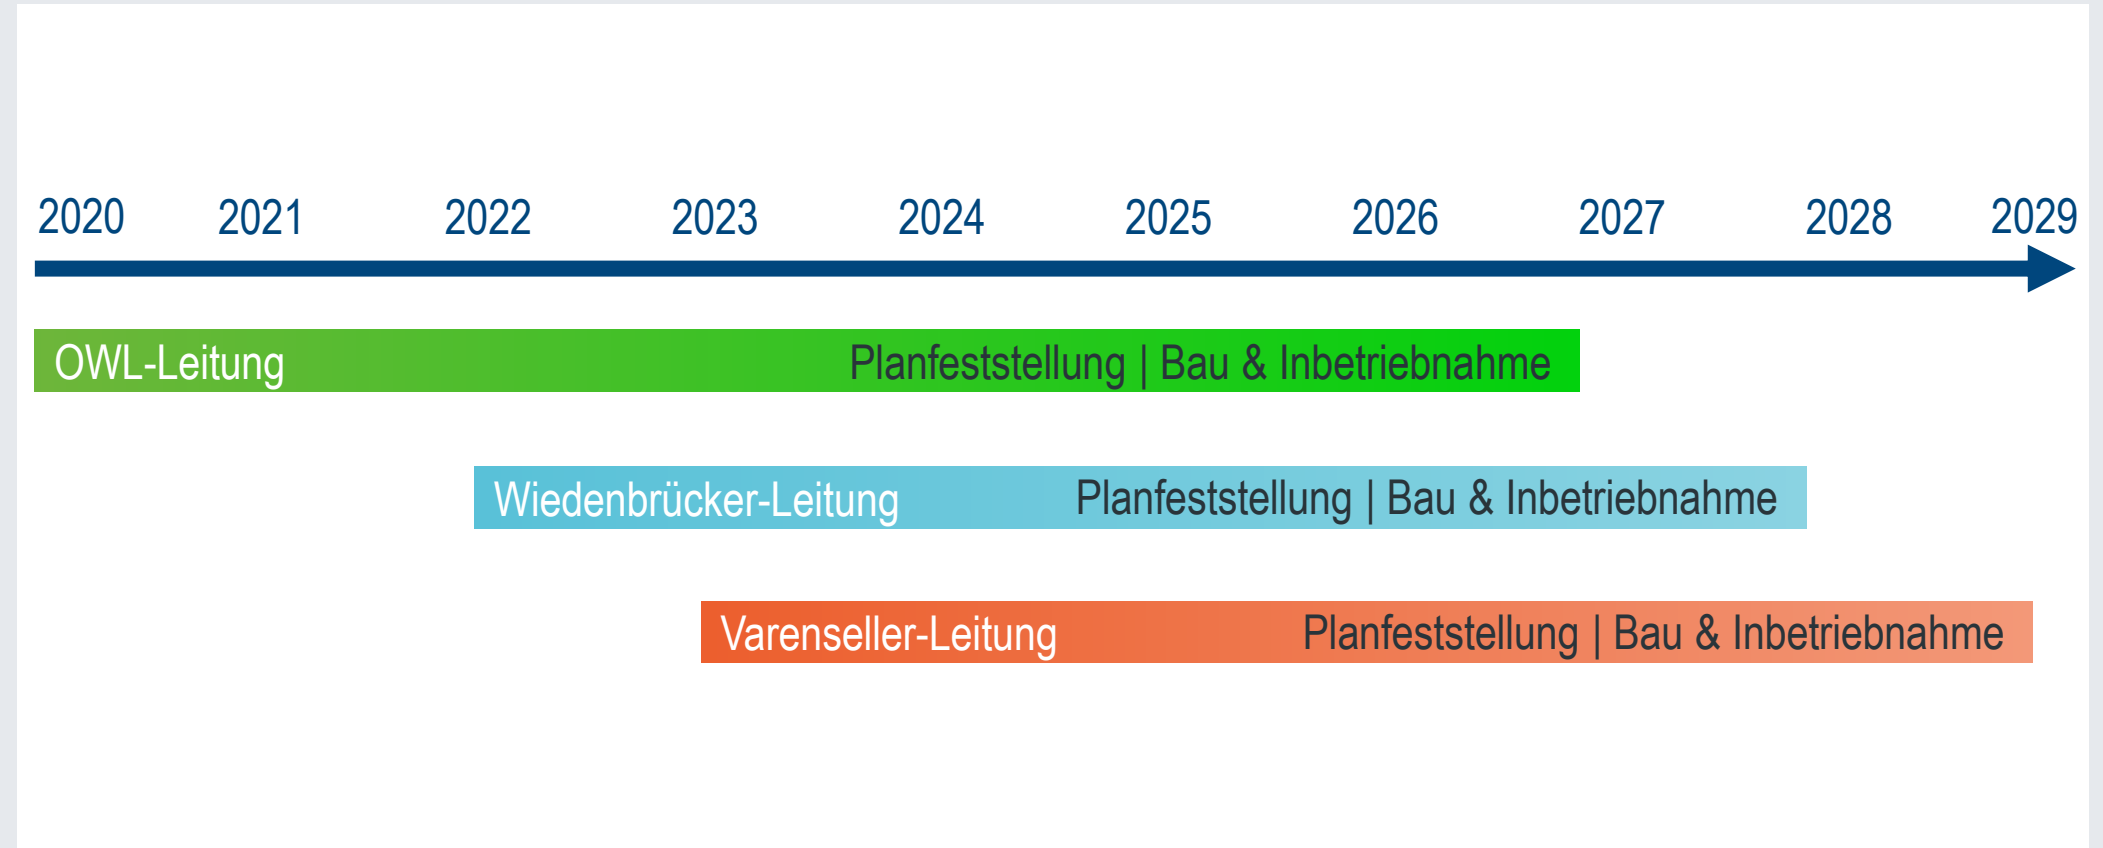 2020 2021 2022 2023 2024 2025 2026 2027 2028 2029
OWL-Leitung Planfeststellung | Bau & Inbetriebnahme
Wiedenbrücker-Leitung Planfeststellung | Bau & Inbetriebnahme
Varenseller-Leitung Planfeststellung | Bau & Inbetriebnahme